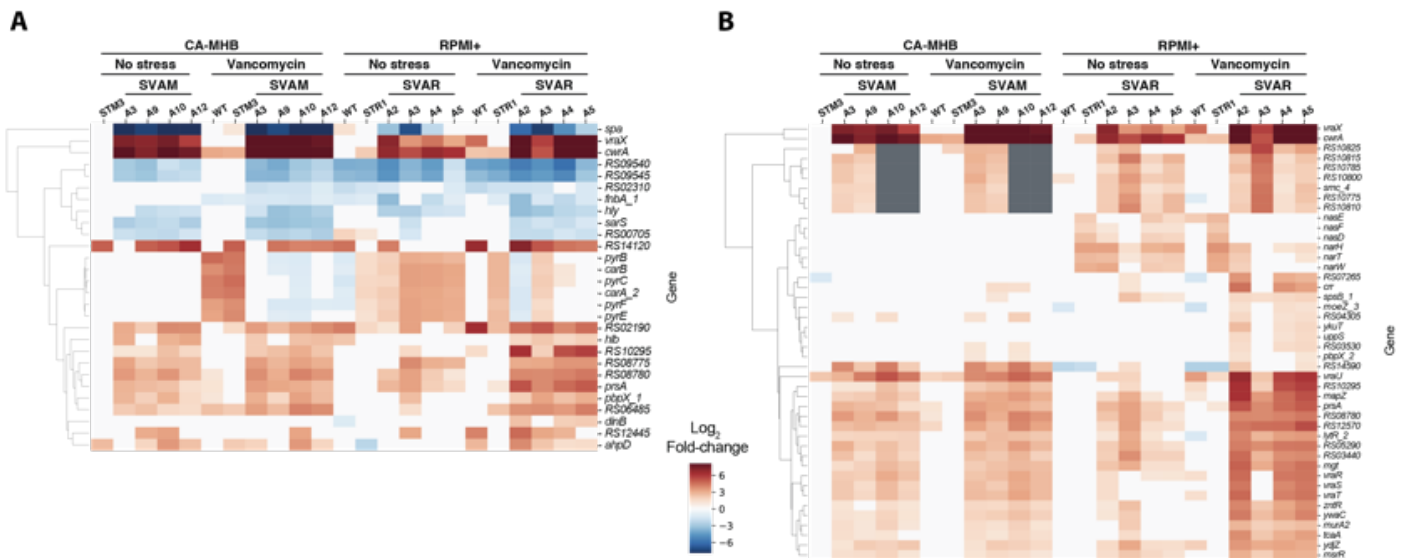 A
B
CA-MHB
RPMI+
No stress
Vancomycin
No stress
Vancomycin
SVAM
SVAM
SVAR
SVAR
STM3 A3 A9 A10 A12 WT STM3 A3 A9 A10 A12 WT STR1 A2 A3 A4 A5 WT STR1 A2 A3 A4 A5
spa
vraX
cwrA
RS09540
RS09545
RS02310
fnbA_1
hly
sarS
RS00705
RS14120
pyrB
carB
pyrC
carA_2
pyrF
pyrE
RS02190
hlb
RS10295
RS08775
RS08780
prsA
pbpX_1
RS06485
dinB
RS12445
ahpD
Gene
Log2
Fold-change
6
3
0
−3
−6
CA-MHB
RPMI+
No stress
Vancomycin
No stress
Vancomycin
SVAM
SVAM
SVAR
SVAR
STM3 A3 A9 A10 A12 WT STM3 A3 A9 A10 A12 WT STR1 A2 A3 A4 A5 WT STR1 A2 A3 A4 A5
vraX
cwrA
RS10825
RS10815
RS10785
RS10800
smc_4
RS10775
RS10810
nasE
nasF
nasD
narH
narT
narW
RS07265
crr
spsB_1
moeZ_3
RS04305
ykuT
uppS
RS03530
pbpX_2
RS14590
vraU
RS10295
mapZ
prsA
RS08780
RS12570
lytR_2
RS05290
RS03440
mgt
vraR
vraS
vraT
zntR
ywaC
murA2
tcaA
ydjZ
msrR
Gene